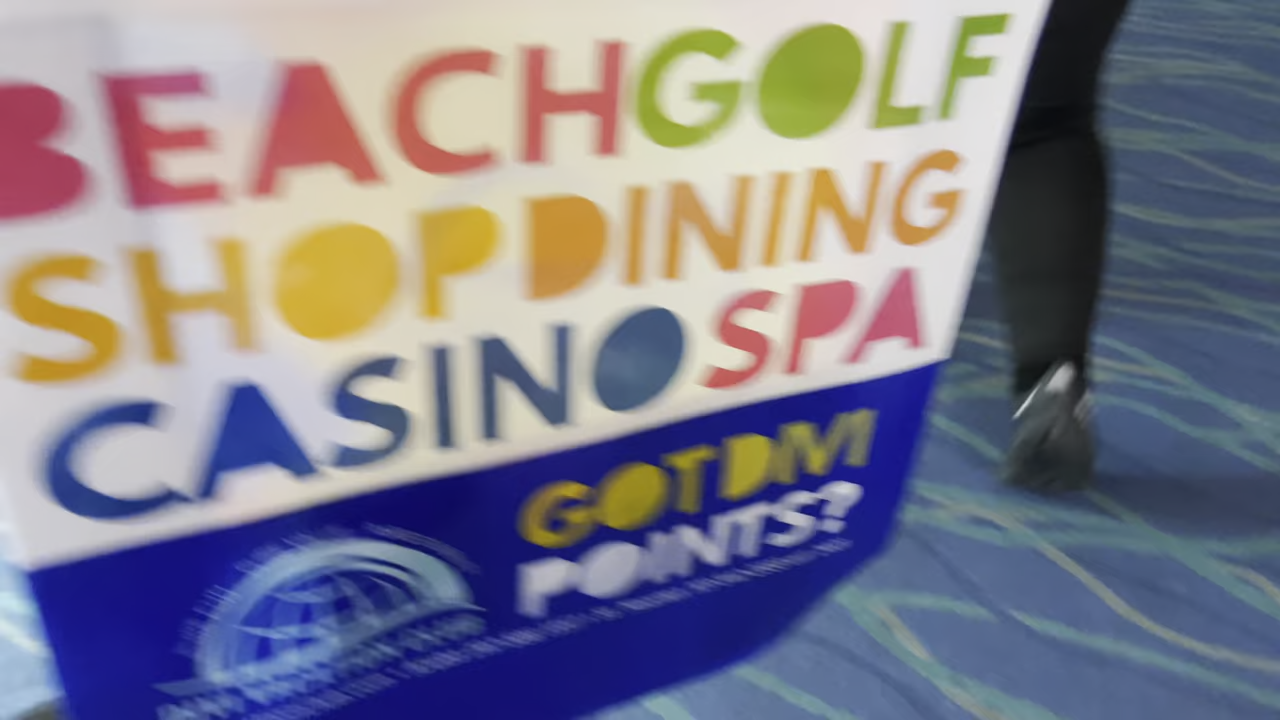 BEACHGOLF
SHOPDINING
CASINOSPA
GOT DIVI
POINTS?